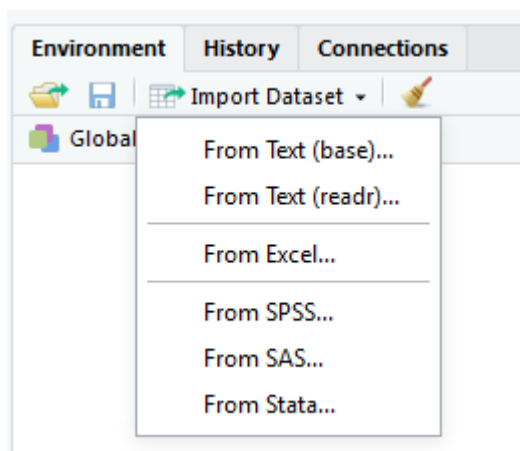 Environment History Connections
Import Dataset
Global
From Text (base)...
From Text (readr)...
From Excel...
From SPSS...
From SAS...
From Stata...